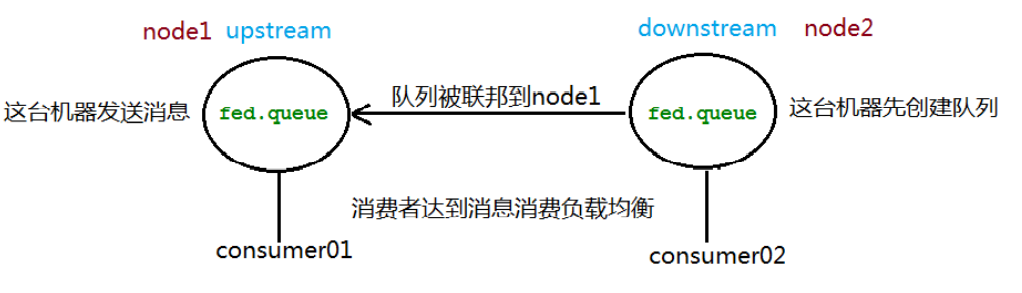 node1 upstream
downstream node2
这台机器发送消息
fed.queue
队列被联邦到node1
fed.queue
这台机器先创建队列
消费者达到消息消费负载均衡
consumer01
consumer02